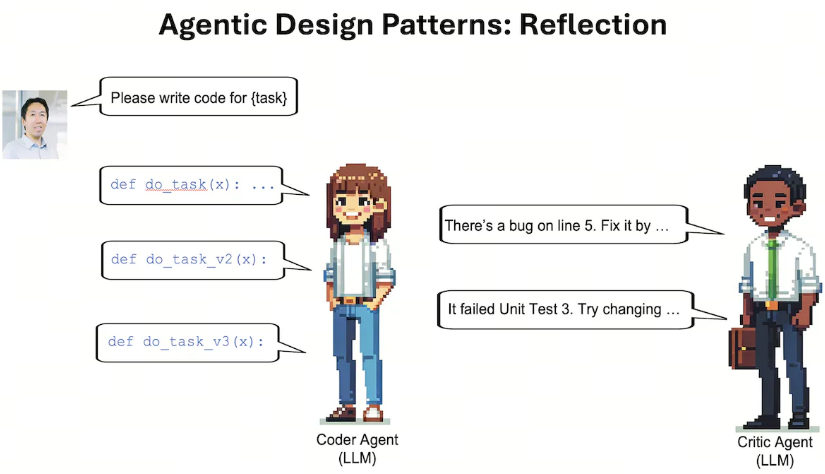 Agentic Design Patterns: Reflection
Please write code for {task}
def do_task(x): ...
There's a bug on line 5. Fix it by …
def do_task_v2(x):
It failed Unit Test 3. Try changing …
def do_task_v3(x):
Coder Agent
(LLM)
Critic Agent
(LLM)